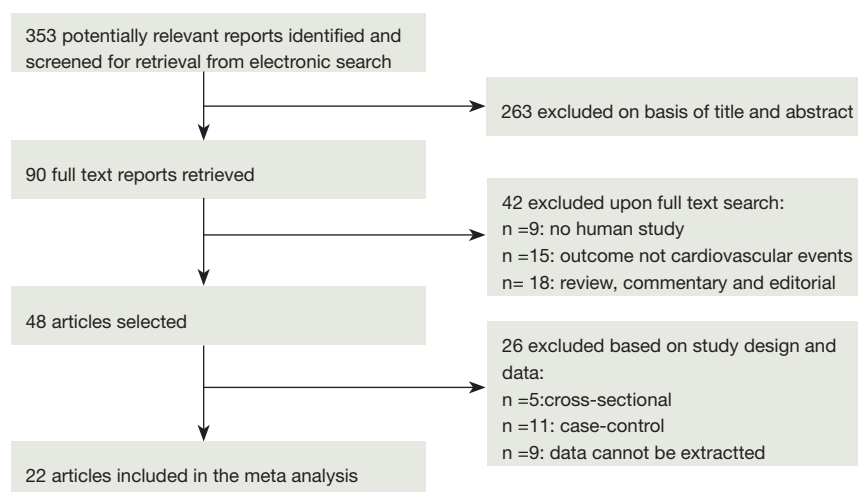 353 potentially relevant reports identified and
screened for retrieval from electronic search
263 excluded on basis of title and abstract
90 full text reports retrieved
42 excluded upon full text search:
n =9: no human study
n =15: outcome not cardiovascular events
n= 18: review, commentary and editorial
48 articles selected
26 excluded based on study design and
data:
n =5:cross-sectional
n =11: case-control
n =9: data cannot be extractted
22 articles included in the meta analysis